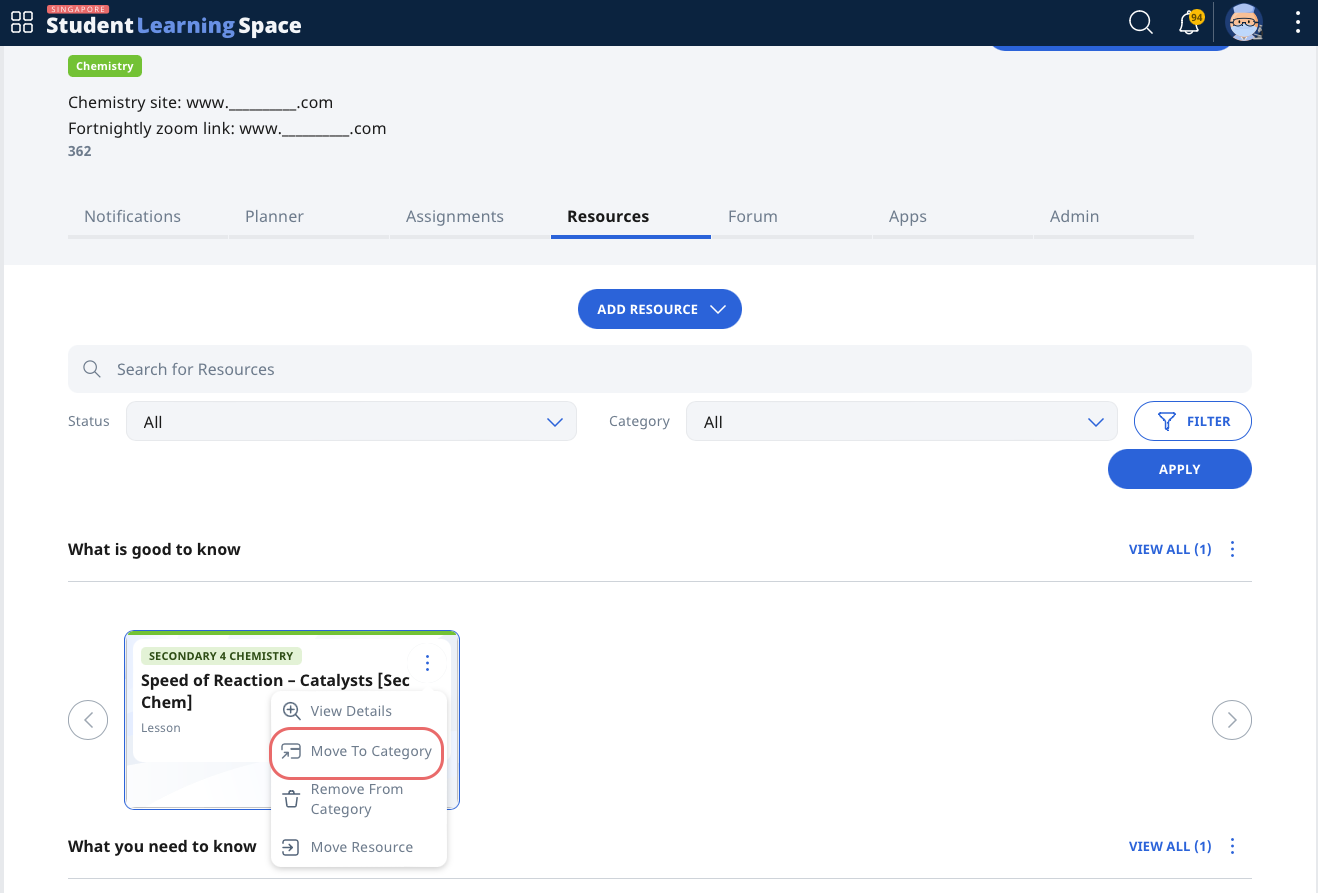 SINGAPORE
Student Learning Space
94
Chemistry
Chemistry site: www.__________.com
Fortnightly zoom link: www.__________.com
362
Notifications Planner Assignments Resources Forum Apps Admin
ADD RESOURCE
Search for Resources
Status All Category All FILTER
APPLY
What is good to know VIEW ALL (1)
SECONDARY 4 CHEMISTRY
Speed of Reaction – Catalysts [Sec
Chem]
Lesson
View Details
Move To Category
Remove From
Category
Move Resource
What you need to know VIEW ALL (1)